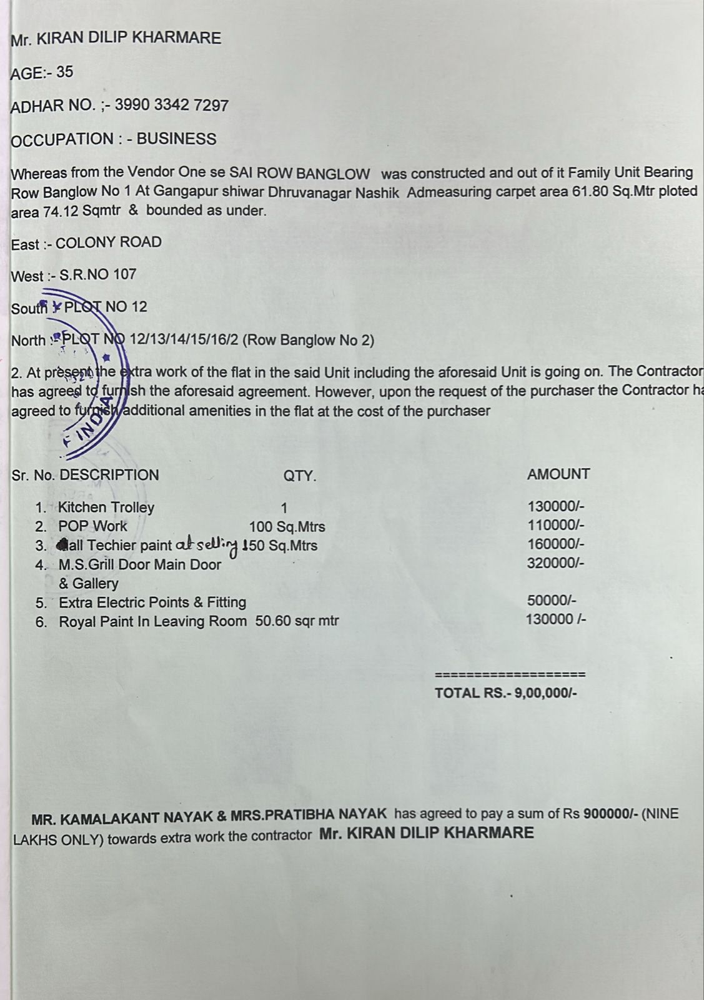 Mr. KIRAN DILIP KHARMARE
AGE:- 35
ADHAR NO. ;- 3990 3342 7297
OCCUPATION : - BUSINESS
Whereas from the Vendor One se SAI ROW BANGLOW was constructed and out of it Family Unit Bearing
Row Banglow No 1 At Gangapur shiwar Dhruvanagar Nashik Admeasuring carpet area 61.80 Sq.Mtr ploted
area 74.12 Sqmtr & bounded as under.
East :- COLONY ROAD
West :- S.R.NO 107
South :- PLOT NO 12
North :- PLOT NO 12/13/14/15/16/2 (Row Banglow No 2)
2. At present the extra work of the flat in the said Unit including the aforesaid Unit is going on. The Contractor
has agreed to furnish the aforesaid agreement. However, upon the request of the purchaser the Contractor ha
agreed to furnish additional amenities in the flat at the cost of the purchaser
F INDIA
Sr. No. DESCRIPTION QTY. AMOUNT
1. Kitchen Trolley 1 130000/-
2. POP Work 100 Sq.Mtrs 110000/-
3. all Techier paint at selling 150 Sq.Mtrs 160000/-
4. M.S.Grill Door Main Door 320000/-
& Gallery
5. Extra Electric Points & Fitting 50000/-
6. Royal Paint In Leaving Room 50.60 sqr mtr 130000 /-
===================
TOTAL RS.- 9,00,000/-
MR. KAMALAKANT NAYAK & MRS.PRATIBHA NAYAK has agreed to pay a sum of Rs 900000/- (NINE
LAKHS ONLY) towards extra work the contractor Mr. KIRAN DILIP KHARMARE